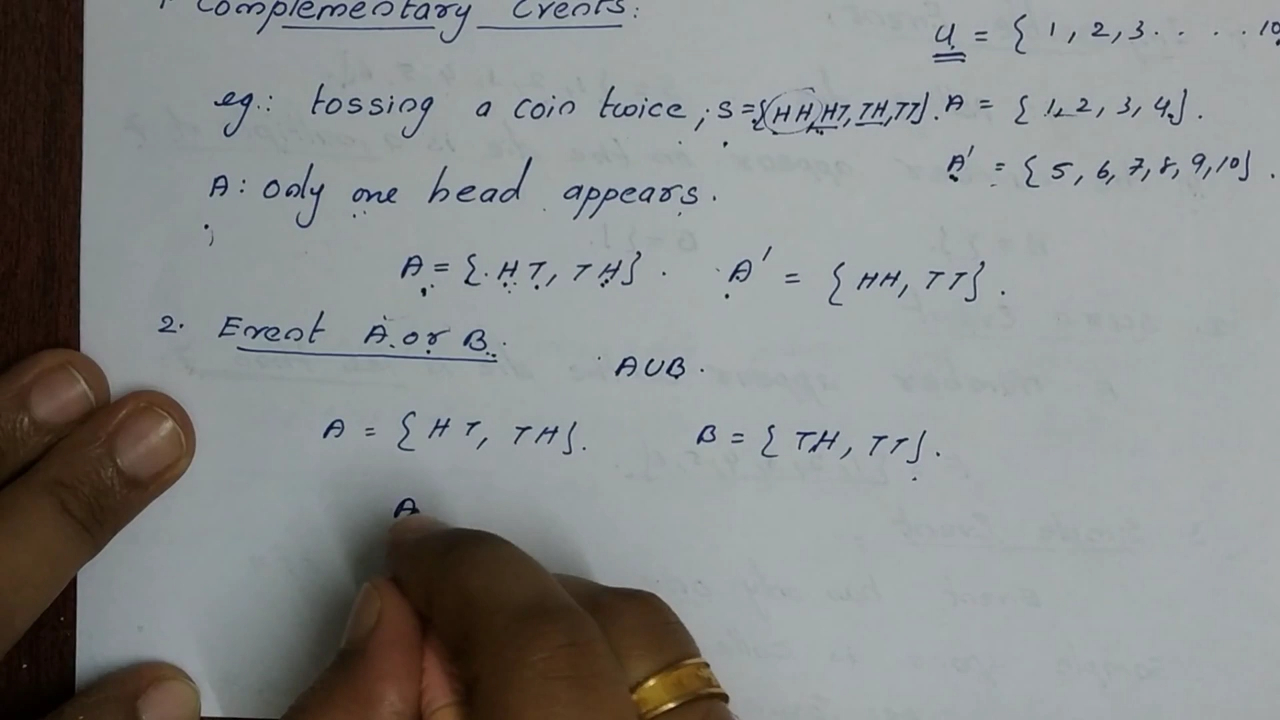 Complementary Events:
U = { 1, 2, 3 . . . . 10
eg.: tossing a coin twice ; S = {HH, HT, TH, TT}. A = { 1, 2, 3, 4}.
A' = { 5, 6, 7, 8, 9, 10} .
A : only one head appears.
A = { HT, TH} . A' = { HH, TT} .
2. Event A or B.
A∪B .
A = { HT, TH}. B = { TH, TT} .
A